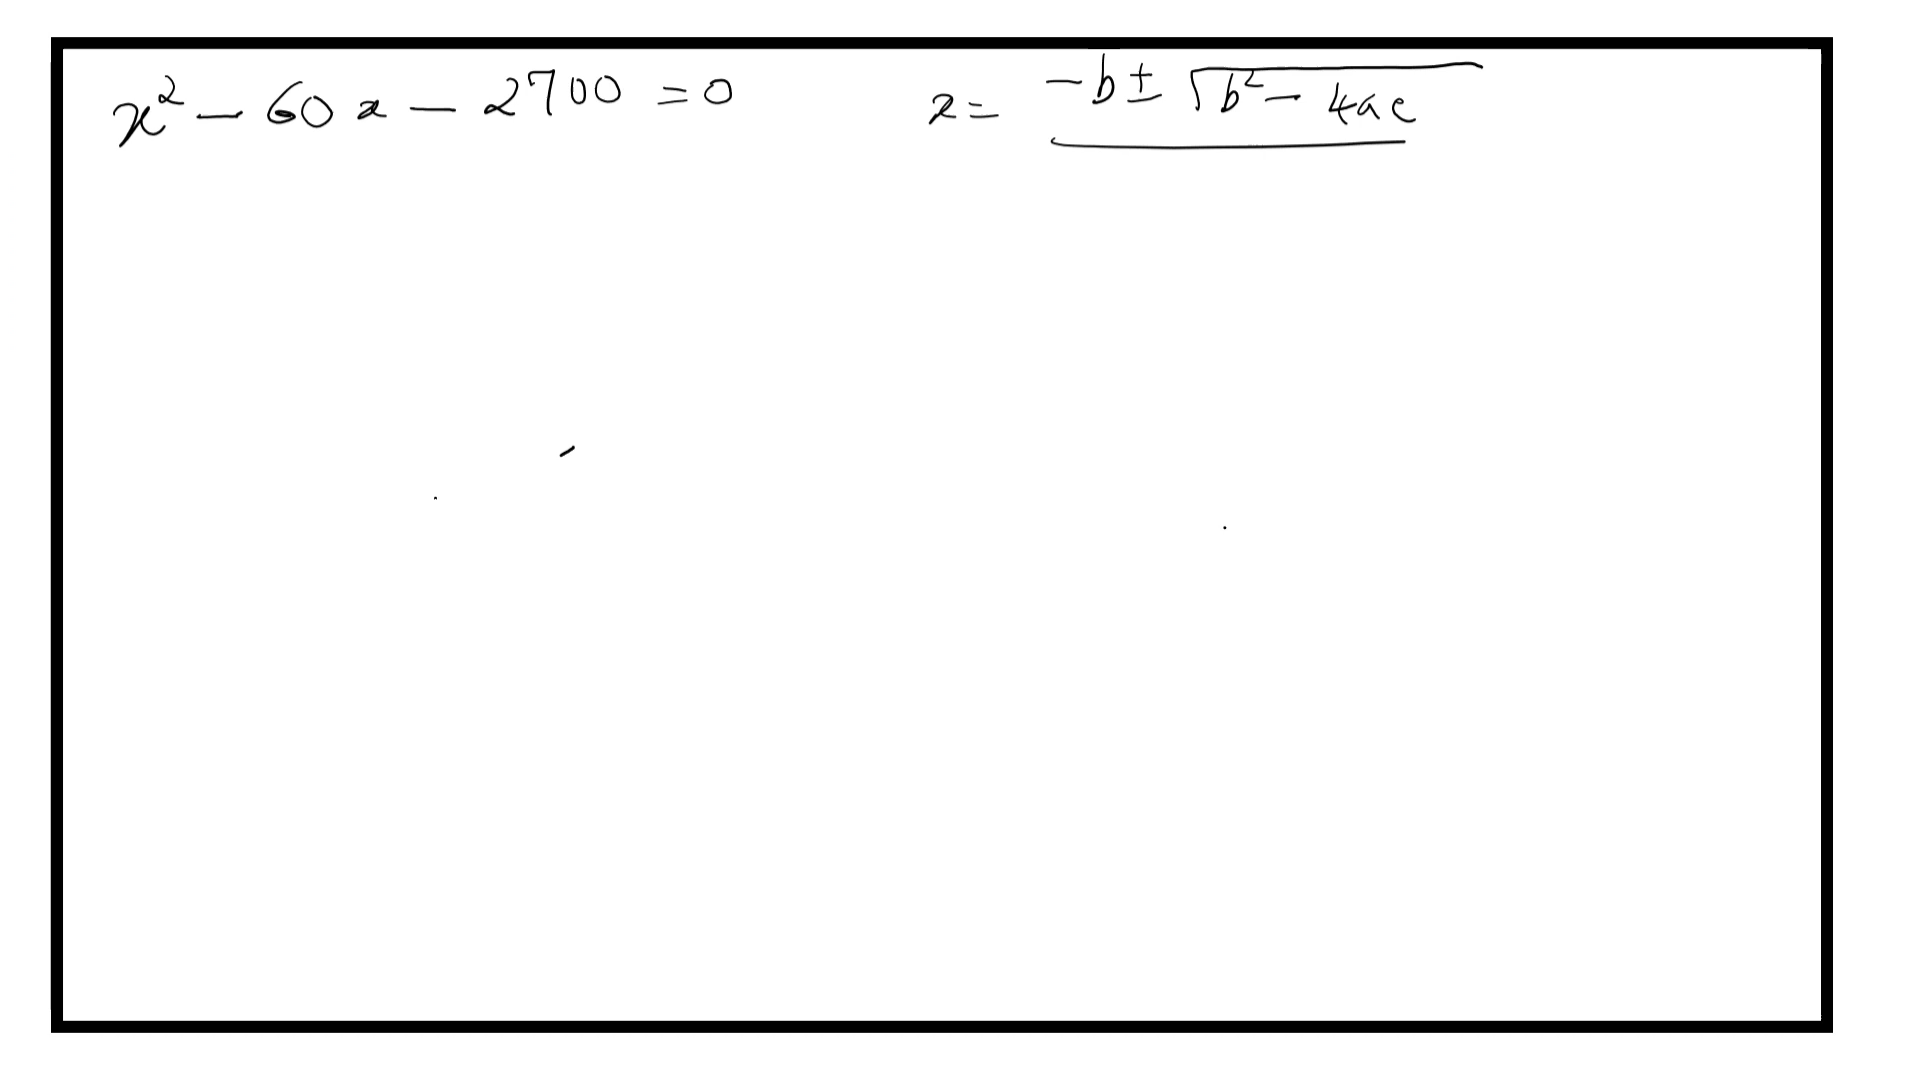 x² - 60x - 2700 = 0
x = -b ± √b² - 4ac